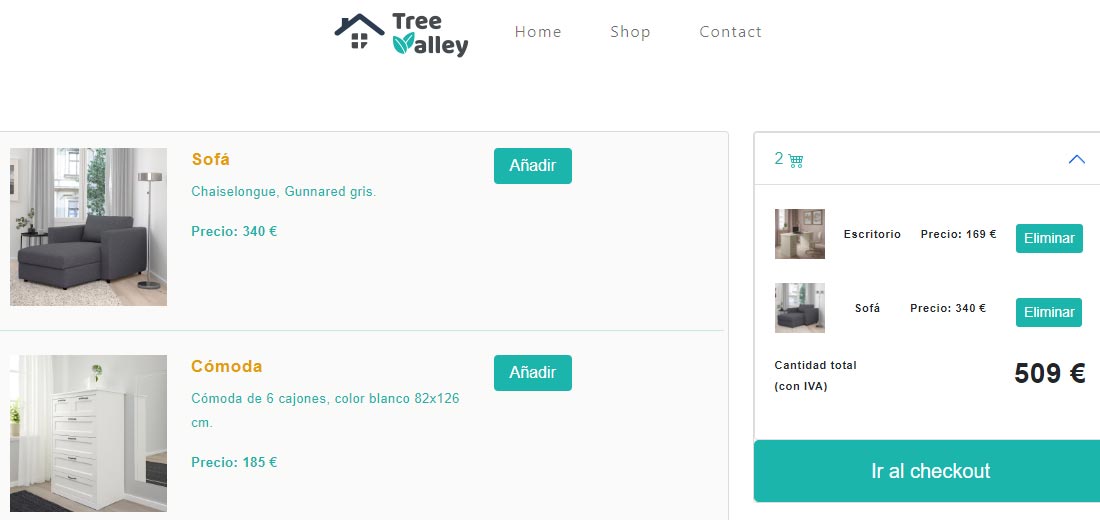 Tree
Valley
Home
Shop
Contact
Sofá
Añadir
Chaiselongue, Gunnared gris.
Precio: 340 €
Cómoda
Añadir
Cómoda de 6 cajones, color blanco 82x126
cm.
Precio: 185 €
2
Escritorio
Precio: 169 €
Eliminar
Sofá
Precio: 340 €
Eliminar
Cantidad total
(con IVA)
509 €
Ir al checkout